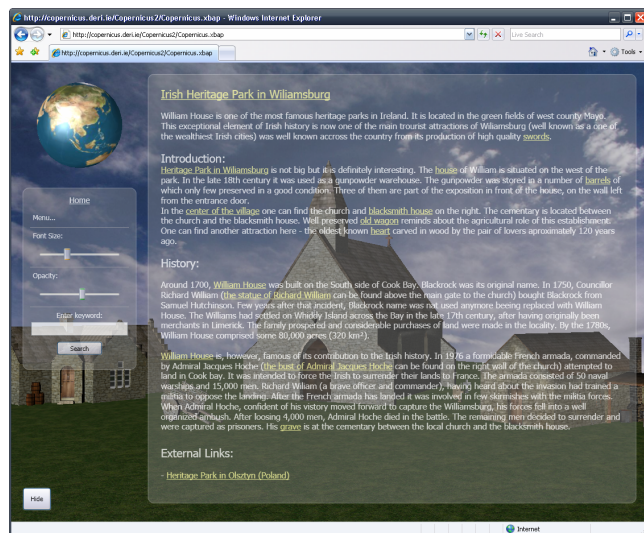 http://copernicus.deri.ie/Copernicus2/Copernicus.xbap - Windows Internet Explorer
http://copernicus.deri.ie/Copernicus2/Copernicus.xbap
Live Search
http://copernicus.deri.ie/Copernicus2/Copernicus.xbap
Tools
Irish Heritage Park in Wiliamsburg
William House is one of the most famous heritage parks in Ireland. It is located in the green fields of west county Mayo.
This exceptional element of Irish history is now one of the main trourist attractions of Wiliamsburg (well known as a one of
the wealthiest Irish cities) was well known accross the country from its production of high quality swords.
Introduction:
Heritage Park in Wiliamsburg is not big but it is definitely interesting. The house of William is situated on the west of the
park. In the late 18th century it was used as a gunpowder warehouse. The gunpowder was stored in a number of barrels of
which only few preserved in a good condition. Three of them are part of the exposition in front of the house, on the wall left
from the entrance door.
In the center of the village one can find the church and blacksmith house on the right. The cementary is located between
the church and the blacksmith house. Well preserved old wagon reminds about the agricultural role of this establishment.
One can find another attraction here - the oldest known heart carved in wood by the pair of lovers aproximately 120 years
ago.
History:
Around 1700, William House was built on the South side of Cook Bay. Blackrock was its original name. In 1750, Councillor
Richard William (the statue of Richard William can be found above the main gate to the church) bought Blackrock from
Samuel Hutchinson. Few years after that incident, Blackrock name was nat used anymore beeing replaced with William
House. The Williams had settled on Whiddy Island across the Bay in the late 17th century, after having originally been
merchants in Limerick. The family prospered and considerable purchases of land were made in the locality. By the 1780s,
William House comprised some 80,000 acres (320 km²).
William House is, however, famous of its contribution to the Irish history. In 1976 a formidable French armada, commanded
by Admiral Jacques Hoche (the bust of Admiral Jacques Hoche can be found on the right wall of the church) attempted to
land in Cook bay. It was intended to force the Irish to surrender their lands to France. The armada consisted of 50 naval
warships and 15,000 men. Richard Wiliam (a brave officer and commander), having heard about the invasion had trained a
militia to oppose the landing. After the French armada has landed it was involved in few skirmishes with the militia forces.
When Admiral Hoche, confident of his vistory moved forward to capture the Williamsburg, his forces fell into a well
organized ambush. After loosing 4,000 men, Admiral Hoche died in the battle. The remaining men decided to surrender and
were captured as prisoners. His grave is at the cementary between the local church and the blacksmith house.
External Links:
- Heritage Park in Olsztyn (Poland)
Home
Menu...
Font Size:
Opacity:
Enter keyword:
Search
Hide
Internet